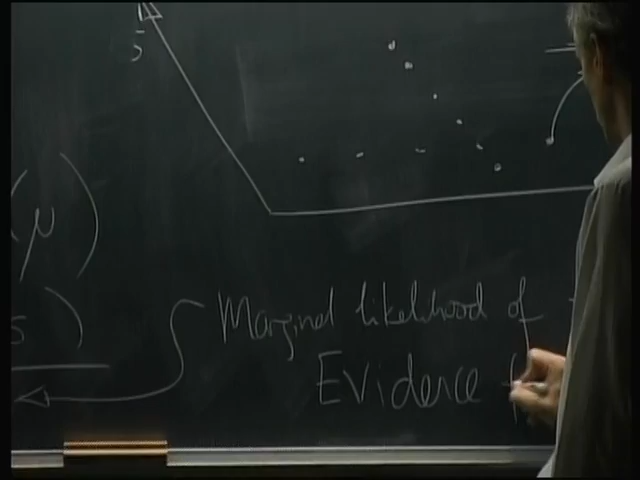 (μ)
s)
Marginal likelihood of
Evidence f